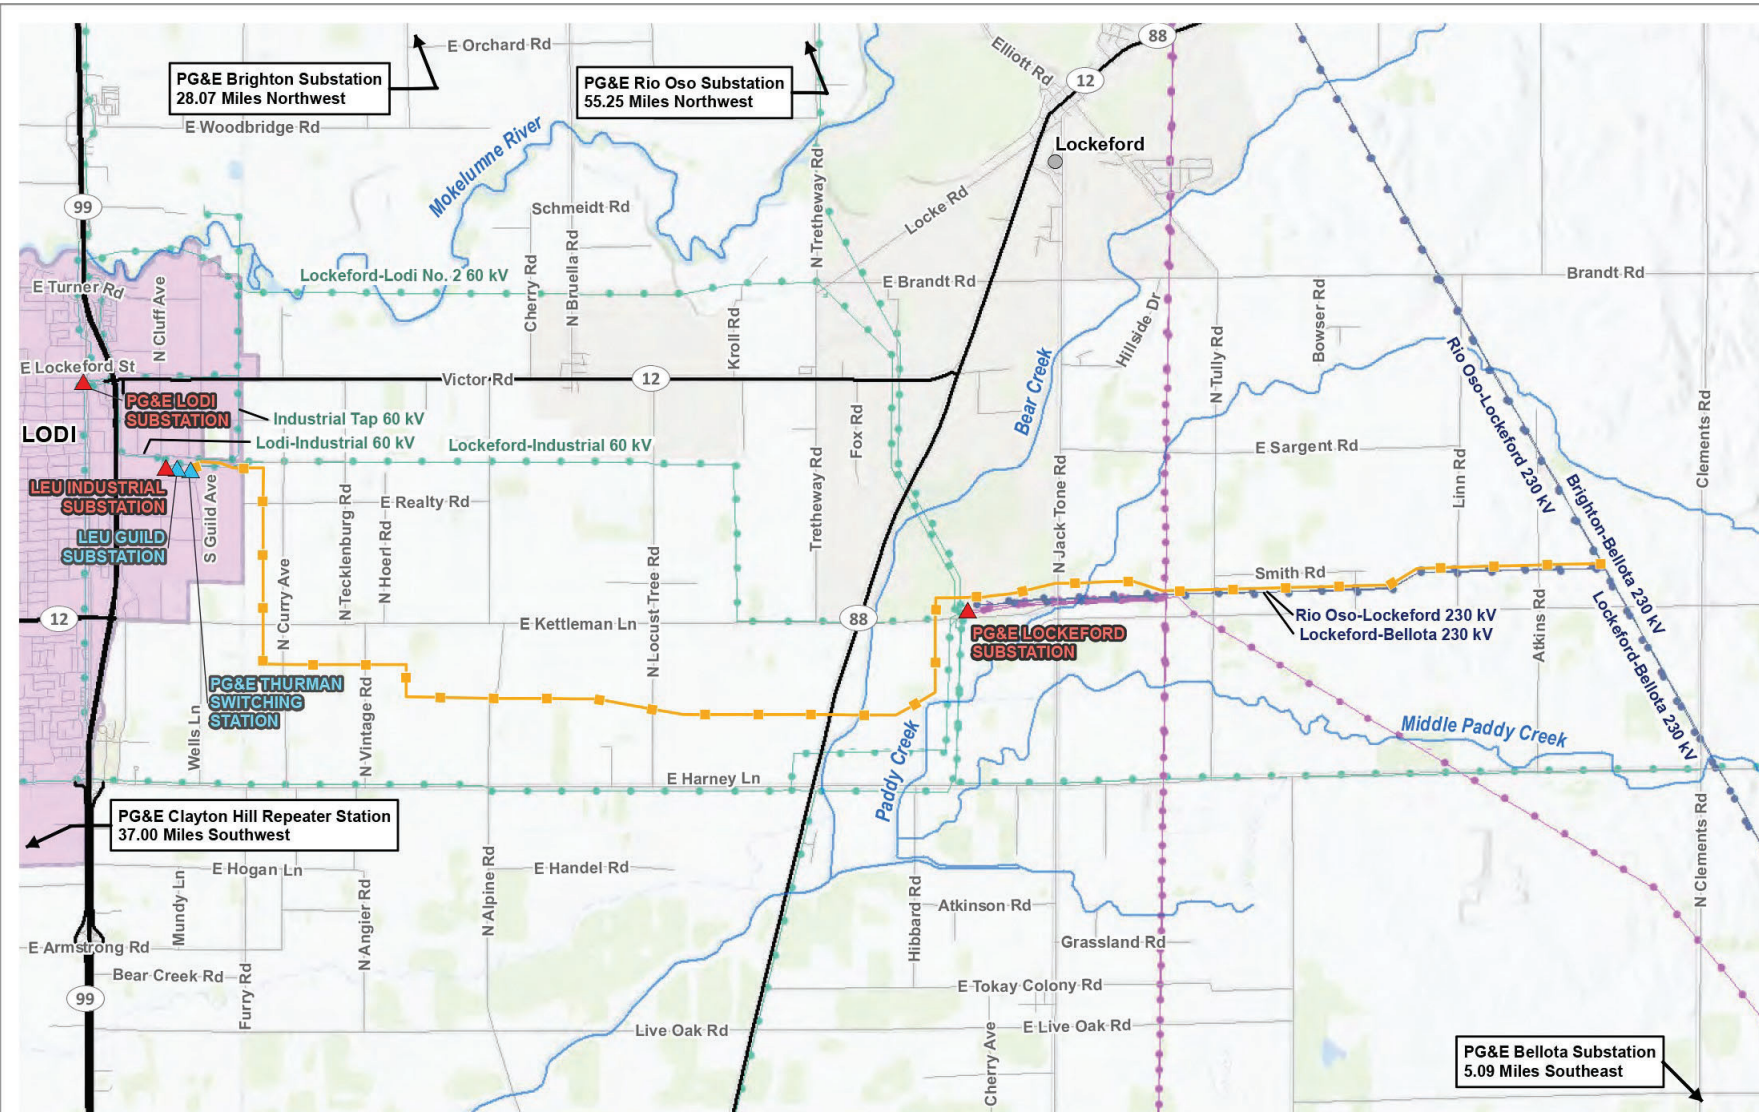 88
E Orchard Rd
Elliott Rd
PG&E Brighton Substation
28.07 Miles Northwest
PG&E Rio Oso Substation
55.25 Miles Northwest
12
E Woodbridge Rd
Mokelumne River
Lockeford
N Tretheway Rd
99
Schmeidt Rd
Locke Rd
N Bruella Rd
Cherry Rd
Lockeford-Lodi No. 2 60 kV
E Brandt Rd
Brandt Rd
E Turner Rd
N Cluff Ave
Hillside Dr
Bowser Rd
Kroll Rd
N Tully Rd
E Lockeford St
Victor Rd
12
Bear Creek
Rio Oso-Lockeford 230 kV
PG&E LODI
SUBSTATION
Industrial Tap 60 kV
Fox Rd
Clements Rd
LODI
Lodi-Industrial 60 kV
Lockeford-Industrial 60 kV
E Sargent Rd
LEU INDUSTRIAL
SUBSTATION
S Guild Ave
E Realty Rd
Tretheway Rd
N Jack Tone Rd
Linn Rd
Brighton-Bellota 230 kV
LEU GUILD
SUBSTATION
N Curry Ave
N Tecklenburg Rd
N Hoerl Rd
N Locust Tree Rd
Smith Rd
12
E Kettleman Ln
88
Rio Oso-Lockeford 230 kV
Lockeford-Bellota 230 kV
Atkins Rd
Lockeford-Bellota 230 kV
PG&E LOCKEFORD
SUBSTATION
PG&E THURMAN
SWITCHING
STATION
Wells Ln
N Vintage Rd
Paddy Creek
Middle Paddy Creek
E Harney Ln
PG&E Clayton Hill Repeater Station
37.00 Miles Southwest
N Clements Rd
E Hogan Ln
E Handel Rd
Mundy Ln
N Angier Rd
N Alpine Rd
Hibbard Rd
Atkinson Rd
E Armstrong Rd
Grassland Rd
Bear Creek Rd
Furry Rd
E Tokay Colony Rd
99
Live Oak Rd
E Live Oak Rd
Cherry Ave
PG&E Bellota Substation
5.09 Miles Southeast